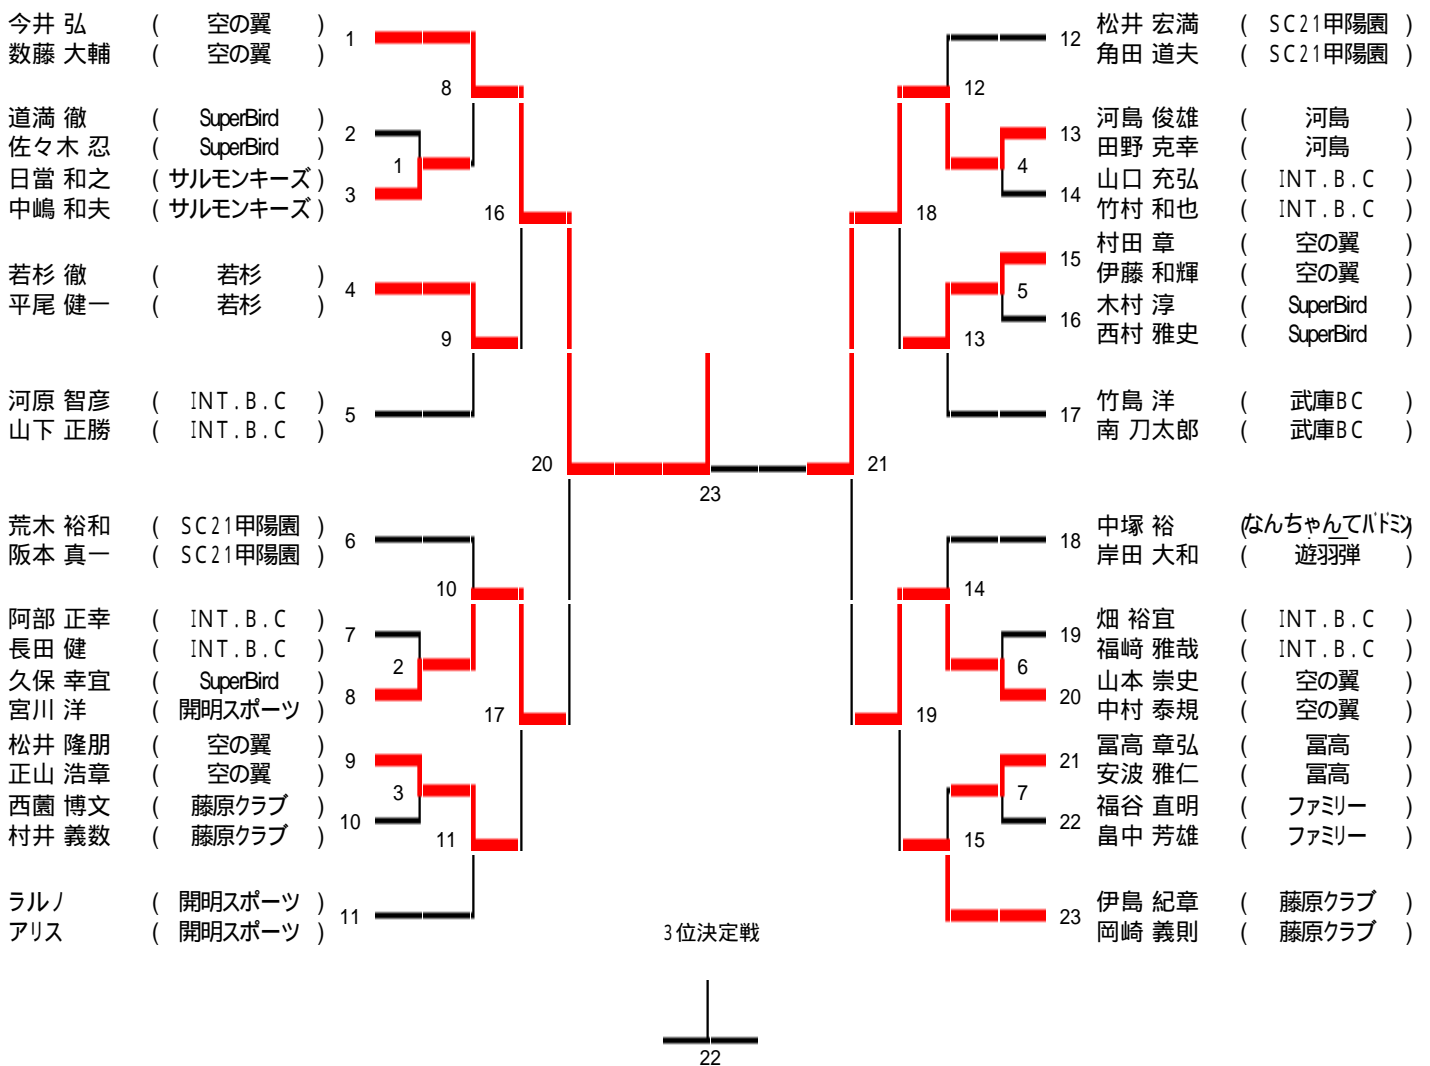 今井 弘 ( 空の翼 ) 1
数藤 大輔 ( 空の翼 )
8
道満 徹 ( SuperBird ) 2
佐々木 忍 ( SuperBird )
1
日當 和之 ( サルモンキーズ ) 3
中嶋 和夫 ( サルモンキーズ )
16
若杉 徹 ( 若杉 ) 4
平尾 健一 ( 若杉 )
9
河原 智彦 ( INT.B.C ) 5
山下 正勝 ( INT.B.C )
20
荒木 裕和 ( SC21甲陽園 ) 6
阪本 真一 ( SC21甲陽園 )
10
阿部 正幸 ( INT.B.C ) 7
長田 健 ( INT.B.C )
2
久保 幸宜 ( SuperBird ) 8
宮川 洋 ( 開明スポーツ )
17
松井 隆朋 ( 空の翼 ) 9
正山 浩章 ( 空の翼 )
3
西薗 博文 ( 藤原クラブ ) 10
村井 義数 ( 藤原クラブ )
11
ラルノ ( 開明スポーツ ) 11
アリス ( 開明スポーツ )
23
3位決定戦
22
12 松井 宏満 ( SC21甲陽園 )
角田 道夫 ( SC21甲陽園 )
12
13 河島 俊雄 ( 河島 )
田野 克幸 ( 河島 )
4
14 山口 充弘 ( INT.B.C )
竹村 和也 ( INT.B.C )
18
15 村田 章 ( 空の翼 )
伊藤 和輝 ( 空の翼 )
5
16 木村 淳 ( SuperBird )
西村 雅史 ( SuperBird )
13
17 竹島 洋 ( 武庫BC )
南 刀太郎 ( 武庫BC )
21
18 中塚 裕 (なんちゃんてバドミン)
岸田 大和 ( 遊羽弾 )
14
19 畑 裕宜 ( INT.B.C )
福﨑 雅哉 ( INT.B.C )
6
20 山本 崇史 ( 空の翼 )
中村 泰規 ( 空の翼 )
19
21 冨高 章弘 ( 冨高 )
安波 雅仁 ( 冨高 )
7
22 福谷 直明 ( ファミリー )
畠中 芳雄 ( ファミリー )
15
23 伊島 紀章 ( 藤原クラブ )
岡崎 義則 ( 藤原クラブ )